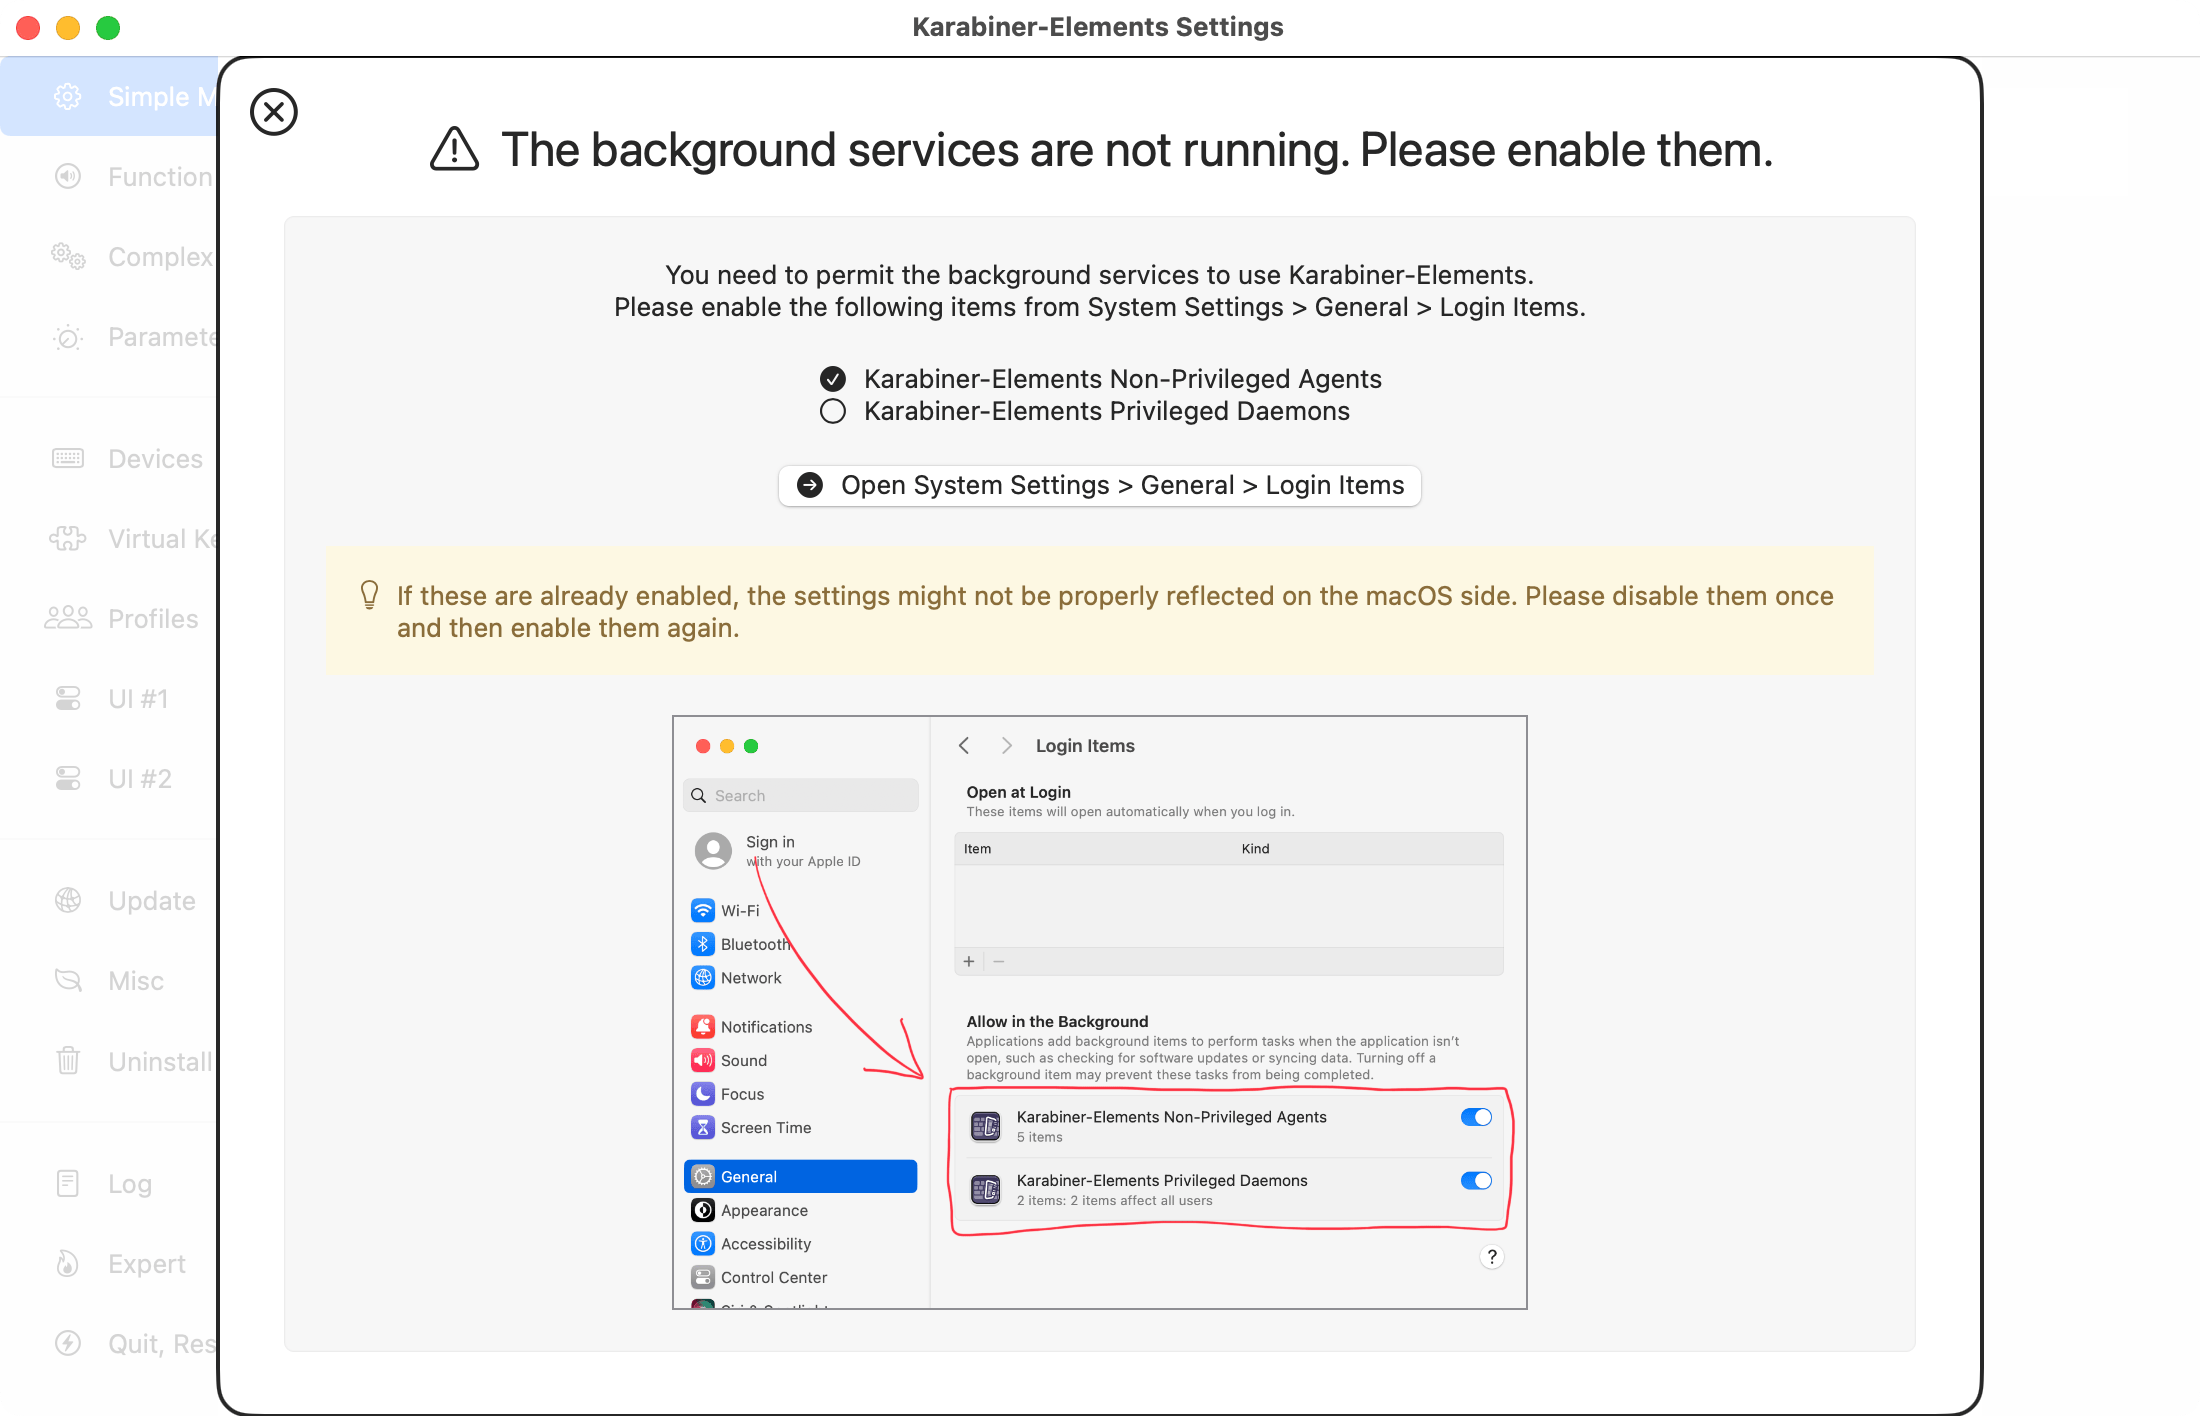 Karabiner-Elements Settings
Simple M
Function
Complex
Paramete
Devices
Virtual Ke
Profiles
UI #1
UI #2
Update
Misc
Uninstall
Log
Expert
Quit, Res
The background services are not running. Please enable them.
You need to permit the background services to use Karabiner-Elements.
Please enable the following items from System Settings > General > Login Items.
Karabiner-Elements Non-Privileged Agents
Karabiner-Elements Privileged Daemons
Open System Settings > General > Login Items
If these are already enabled, the settings might not be properly reflected on the macOS side. Please disable them once
and then enable them again.
Search
Sign in
with your Apple ID
Wi-Fi
Bluetooth
Network
Notifications
Sound
Focus
Screen Time
General
Appearance
Accessibility
Control Center
Login Items
Open at Login
These items will open automatically when you log in.
Item Kind
Allow in the Background
Applications add background items to perform tasks when the application isn't
open, such as checking for software updates or syncing data. Turning off a
background item may prevent these tasks from being completed.
Karabiner-Elements Non-Privileged Agents
5 items
Karabiner-Elements Privileged Daemons
2 items: 2 items affect all users
?